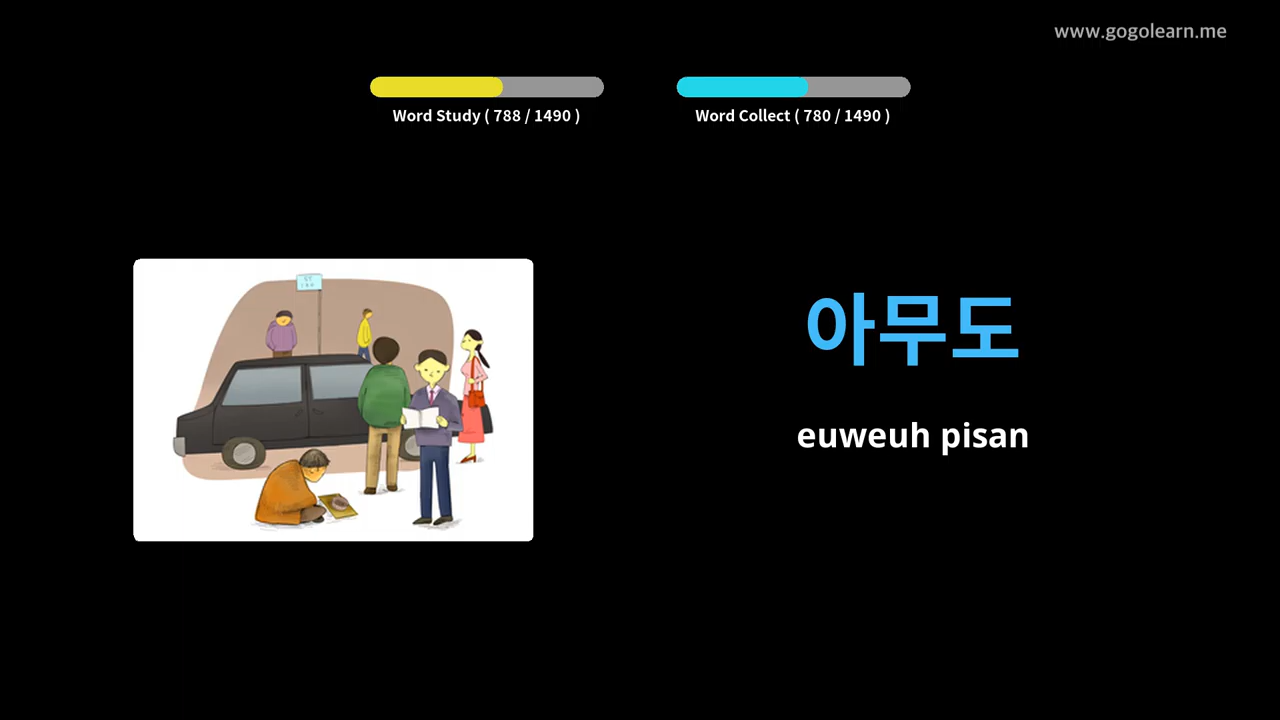 www.gogolearn.me
Word Study ( 788 / 1490 )
Word Collect ( 780 / 1490 )
아무도
euweuh pisan